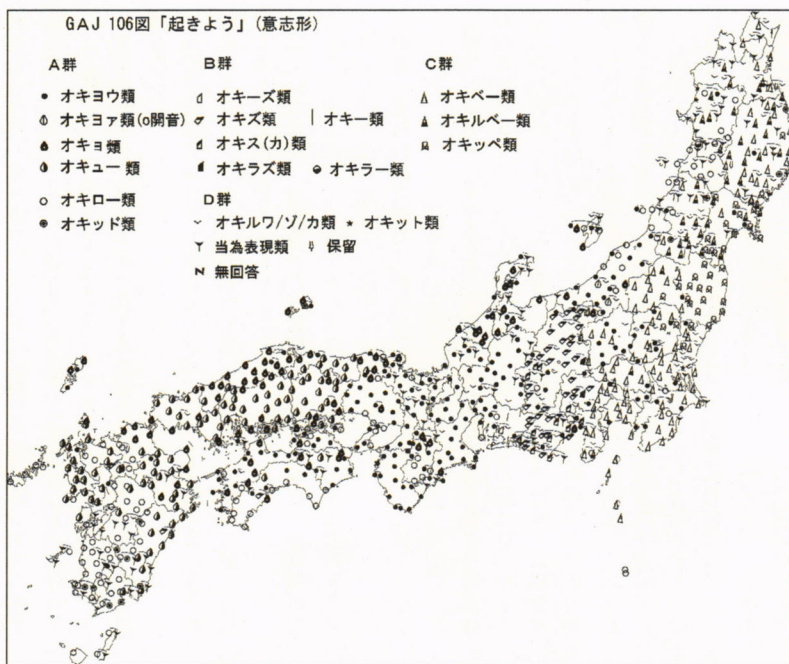 GAJ 106図「起きよう」(意志形)
A群
オキヨウ類
オキヨァ類(o開音)
オキョ類
オキュー類
オキロー類
オキッド類
B群
オキーズ類
オキズ類 オキー類
オキス(カ)類
オキラズ類 オキラー類
D群
オキルワ/ゾ/カ類 オキット類
当為表現類 保留
無回答
C群
オキベー類
オキルベー類
オキッペ類